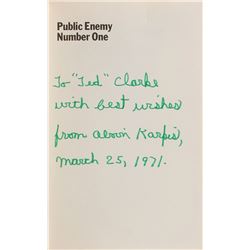 Public Enemy
Number One
To "Ted" Clarke
with best wishes
from alvin Karpis,
march 25, 1971.